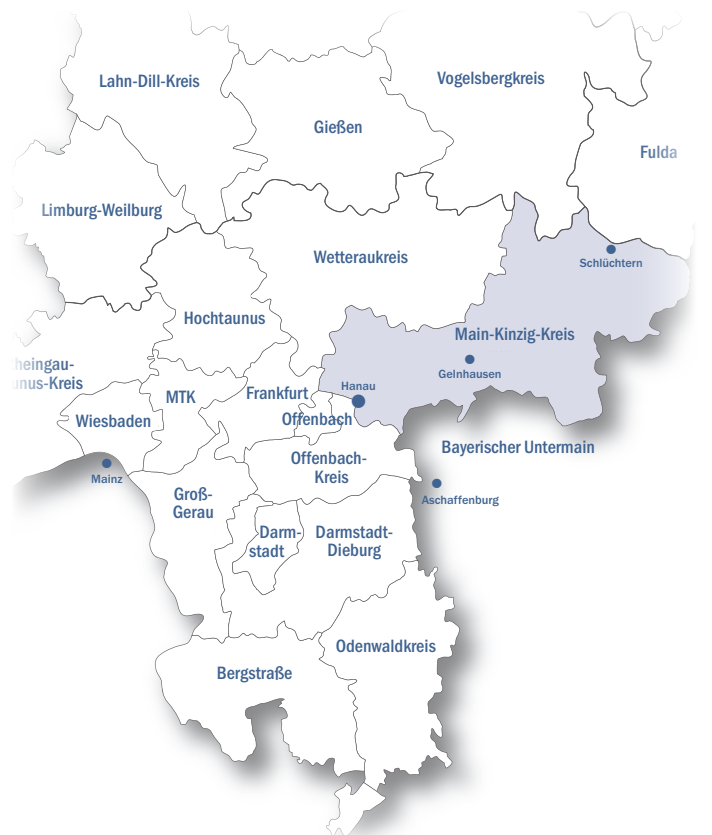 Vogelsbergkreis
Lahn-Dill-Kreis
Gießen
Fulda
Limburg-Weilburg
Wetteraukreis
Schlüchtern
Hochtaunus
Main-Kinzig-Kreis
heingau-
unus-Kreis
Gelnhausen
Hanau
MTK
Frankfurt
Wiesbaden
Offenbach
Bayerischer Untermain
Offenbach-
Kreis
Mainz
Groß-
Gerau
Aschaffenburg
Darm-
stadt
Darmstadt-
Dieburg
Odenwaldkreis
Bergstraße